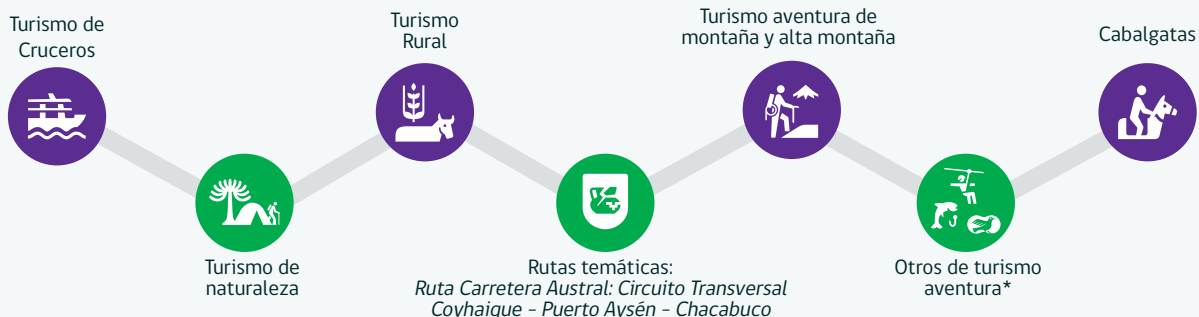 Turismo de
Cruceros
Turismo
Rural
Turismo aventura de
montaña y alta montaña
Cabalgatas
Turismo de
naturaleza
Rutas temáticas:
Ruta Carretera Austral: Circuito Transversal
Coyhaique - Puerto Aysén - Chacabuco
Otros de turismo
aventura*